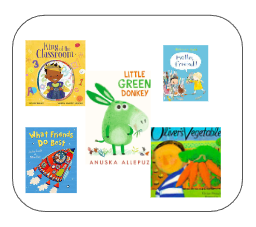 King of the
Classroom
Hello,
Friend!
LITTLE
GREEN
DONKEY
ANUSKA ALLEPUZ
What Friends
Do Best
Oliver's Vegetables